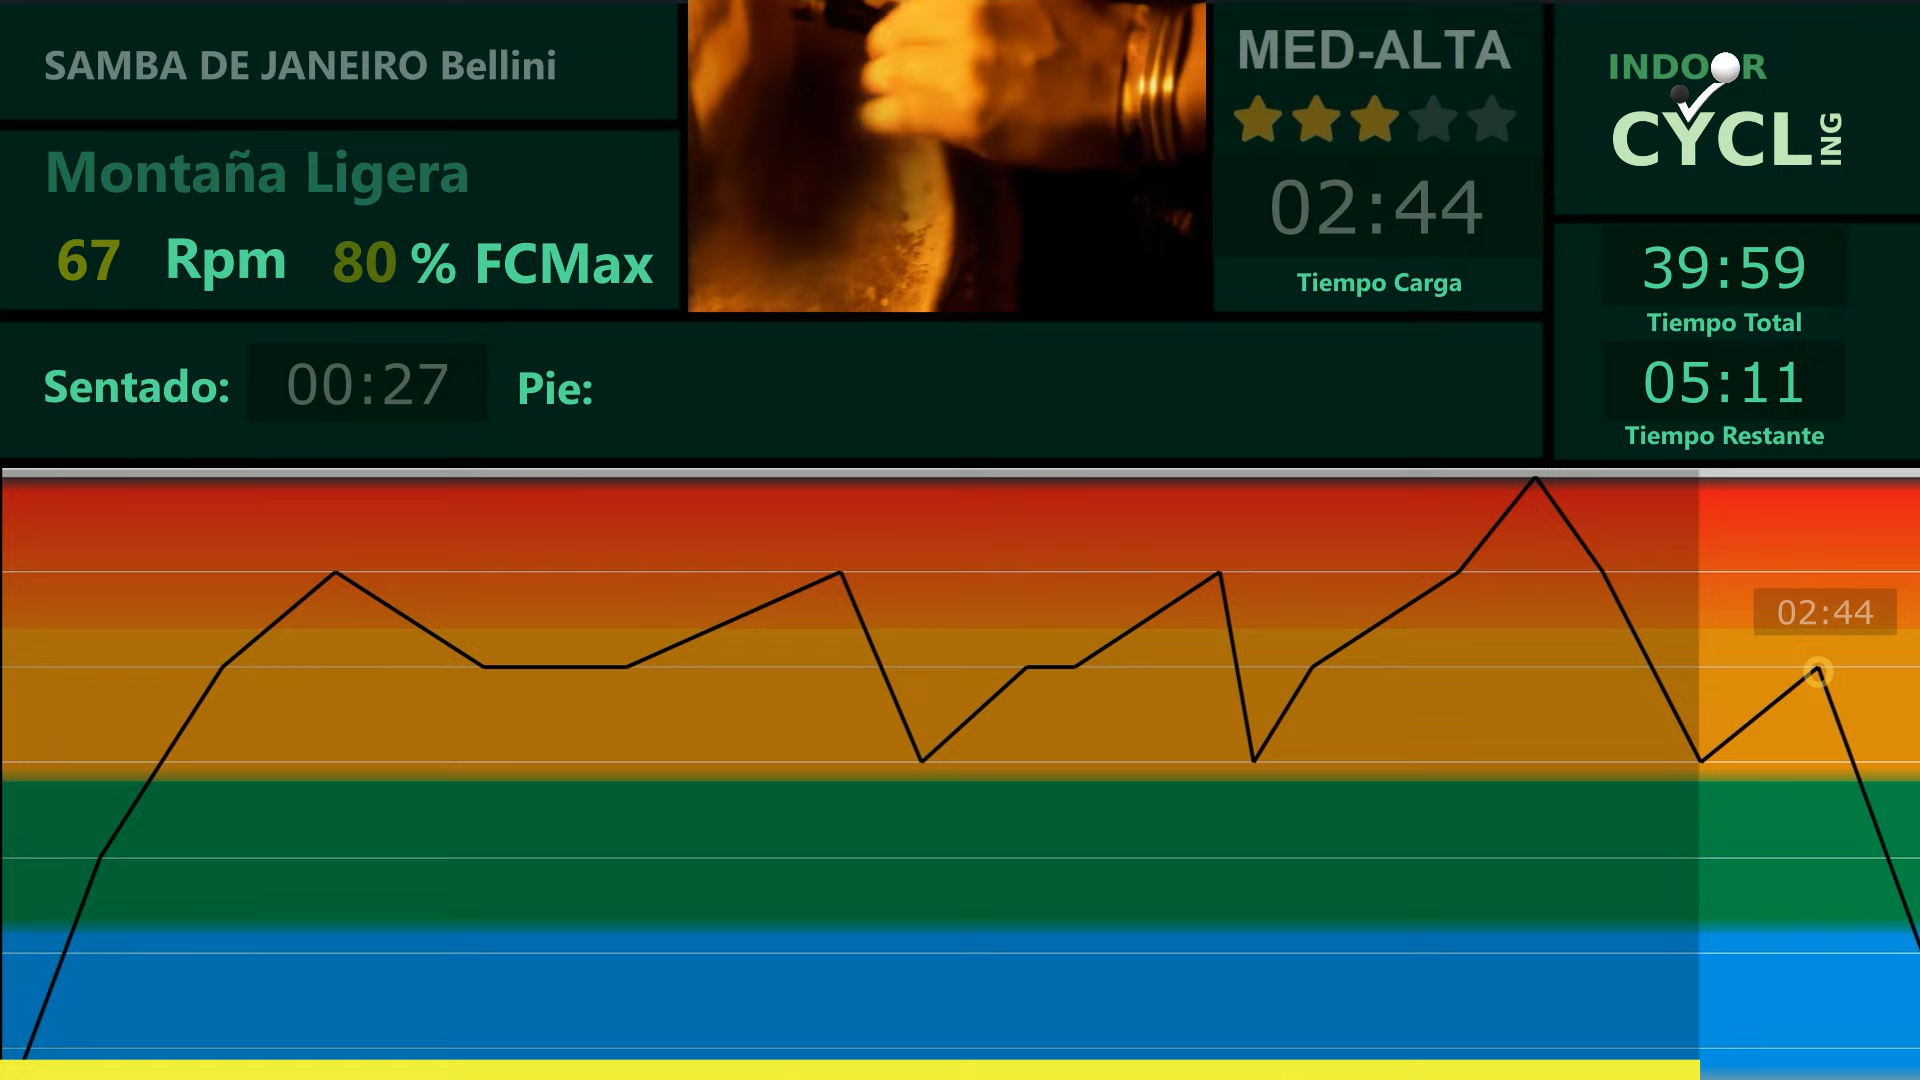 SAMBA DE JANEIRO Bellini
Montaña Ligera
67 Rpm 80 % FCMax
Sentado: 00:27 Pie:
MED-ALTA
02:44
Tiempo Carga
INDOOR
CYCLING
39:59
Tiempo Total
05:11
Tiempo Restante
02:44